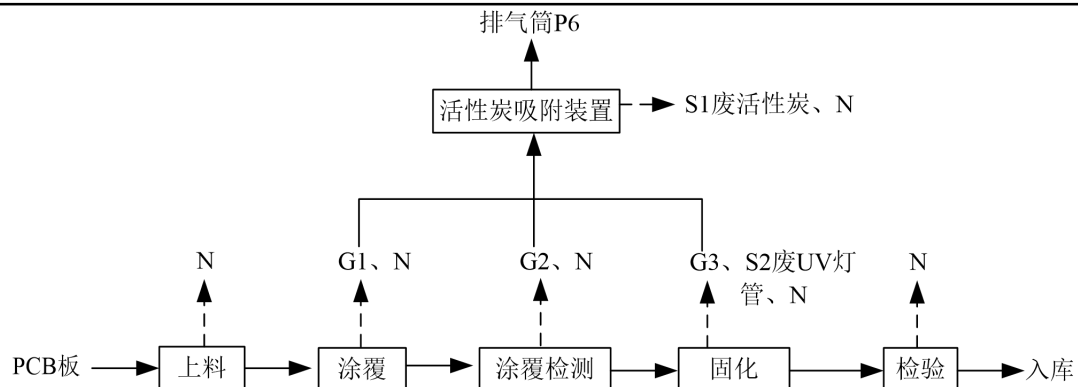 排气筒P6
活性炭吸附装置
S1废活性炭、N
N
G1、N
G2、N
G3、S2废UV灯
管、N
N
PCB板
上料
涂覆
涂覆检测
固化
检验
入库